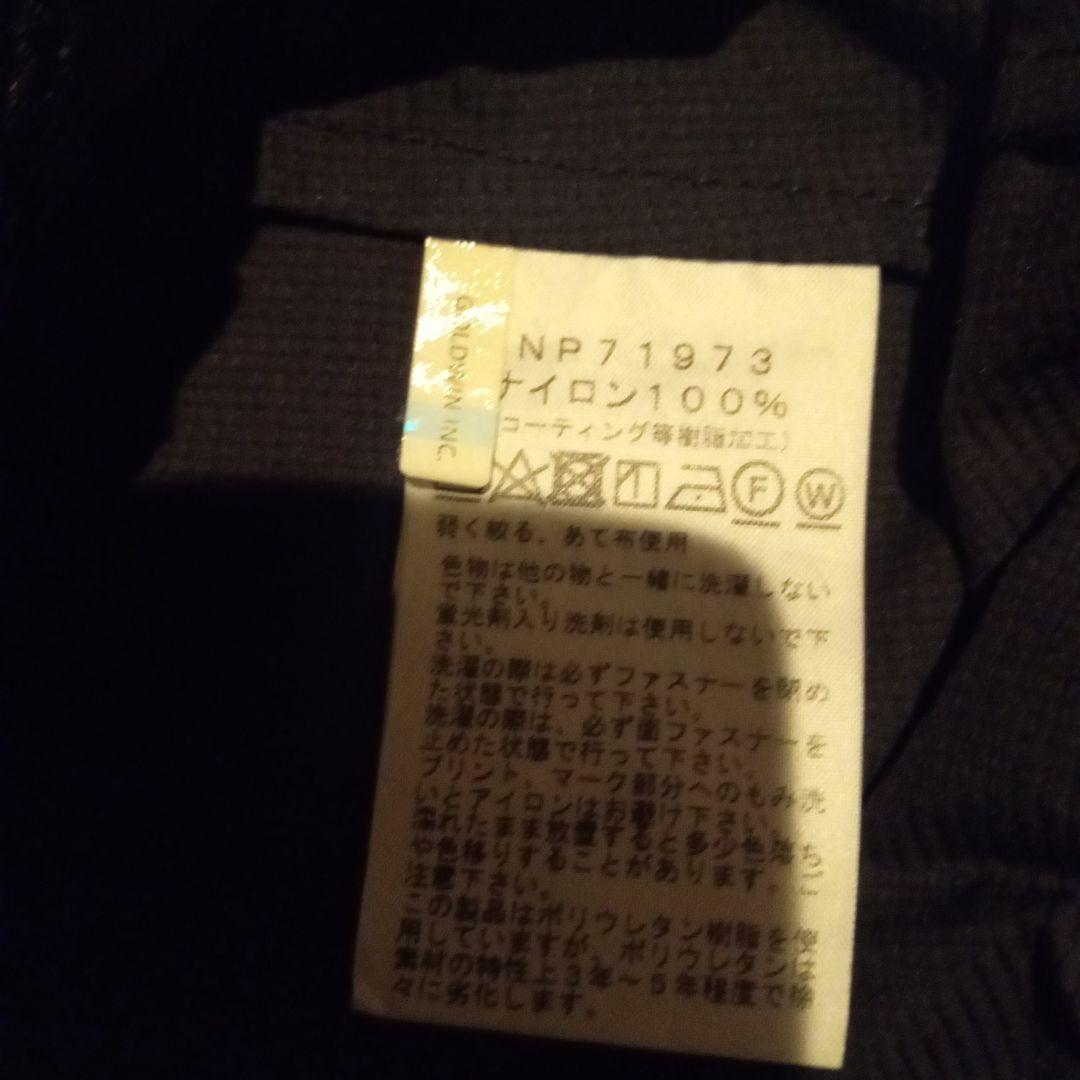 GOLDWIN INC.
NP71973
ナイロン100%
コーティング等樹脂加工)
F W
弱く絞る、あて布使用
色物は他の物と一緒に洗濯しない
で下さい。
蛍光剤入り洗剤は使用しないで下
さい。
洗濯の際は必ずファスナーを閉め
た状態で行って下さい。
洗濯の際は、必ず面ファスナーを
止めた状態で行って下さい。
プリント、マーク部分へのもみ洗
いとアイロンはお避け下さい。
濡れたまま放置すると多少色落ち
や色移りすることがあります。ご
注意下さい。
この製品はポリウレタン樹脂を使
用していますが、ポリウレタンは
素材の特性上3年～5年程度で徐
々に劣化します。